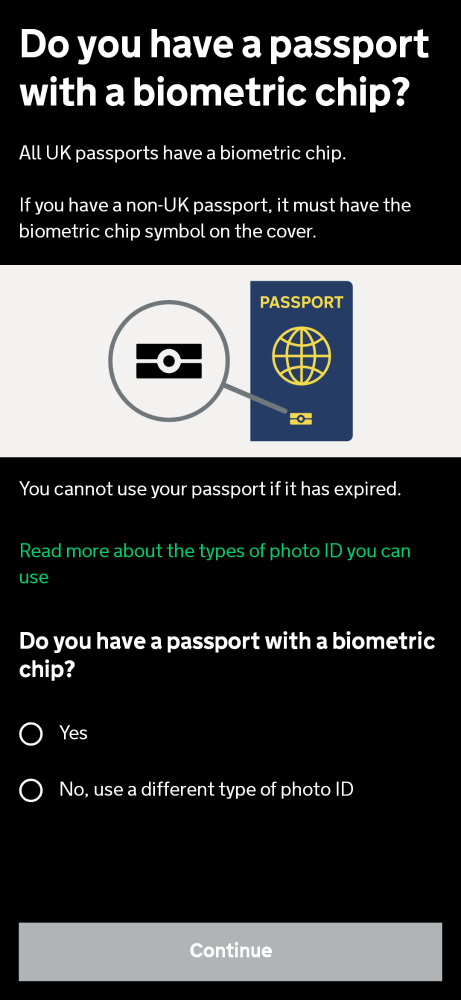 Do you have a passport
with a biometric chip?
All UK passports have a biometric chip.
If you have a non-UK passport, it must have the
biometric chip symbol on the cover.
PASSPORT
You cannot use your passport if it has expired.
Read more about the types of photo ID you can
use
Do you have a passport with a biometric
chip?
Yes
No, use a different type of photo ID
Continue